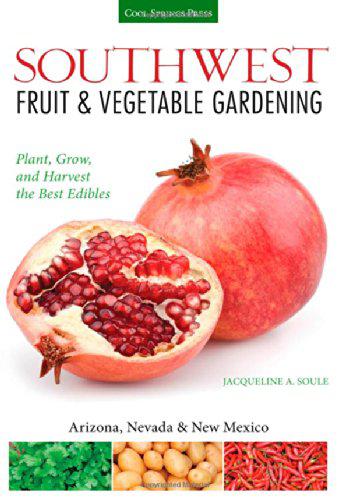 COOL SPRINGS PRESS
SOUTHWEST
FRUIT & VEGETABLE GARDENING
Plant, Grow,
and Harvest
the Best Edibles
JACQUELINE A. SOULE
Arizona, Nevada & New Mexico